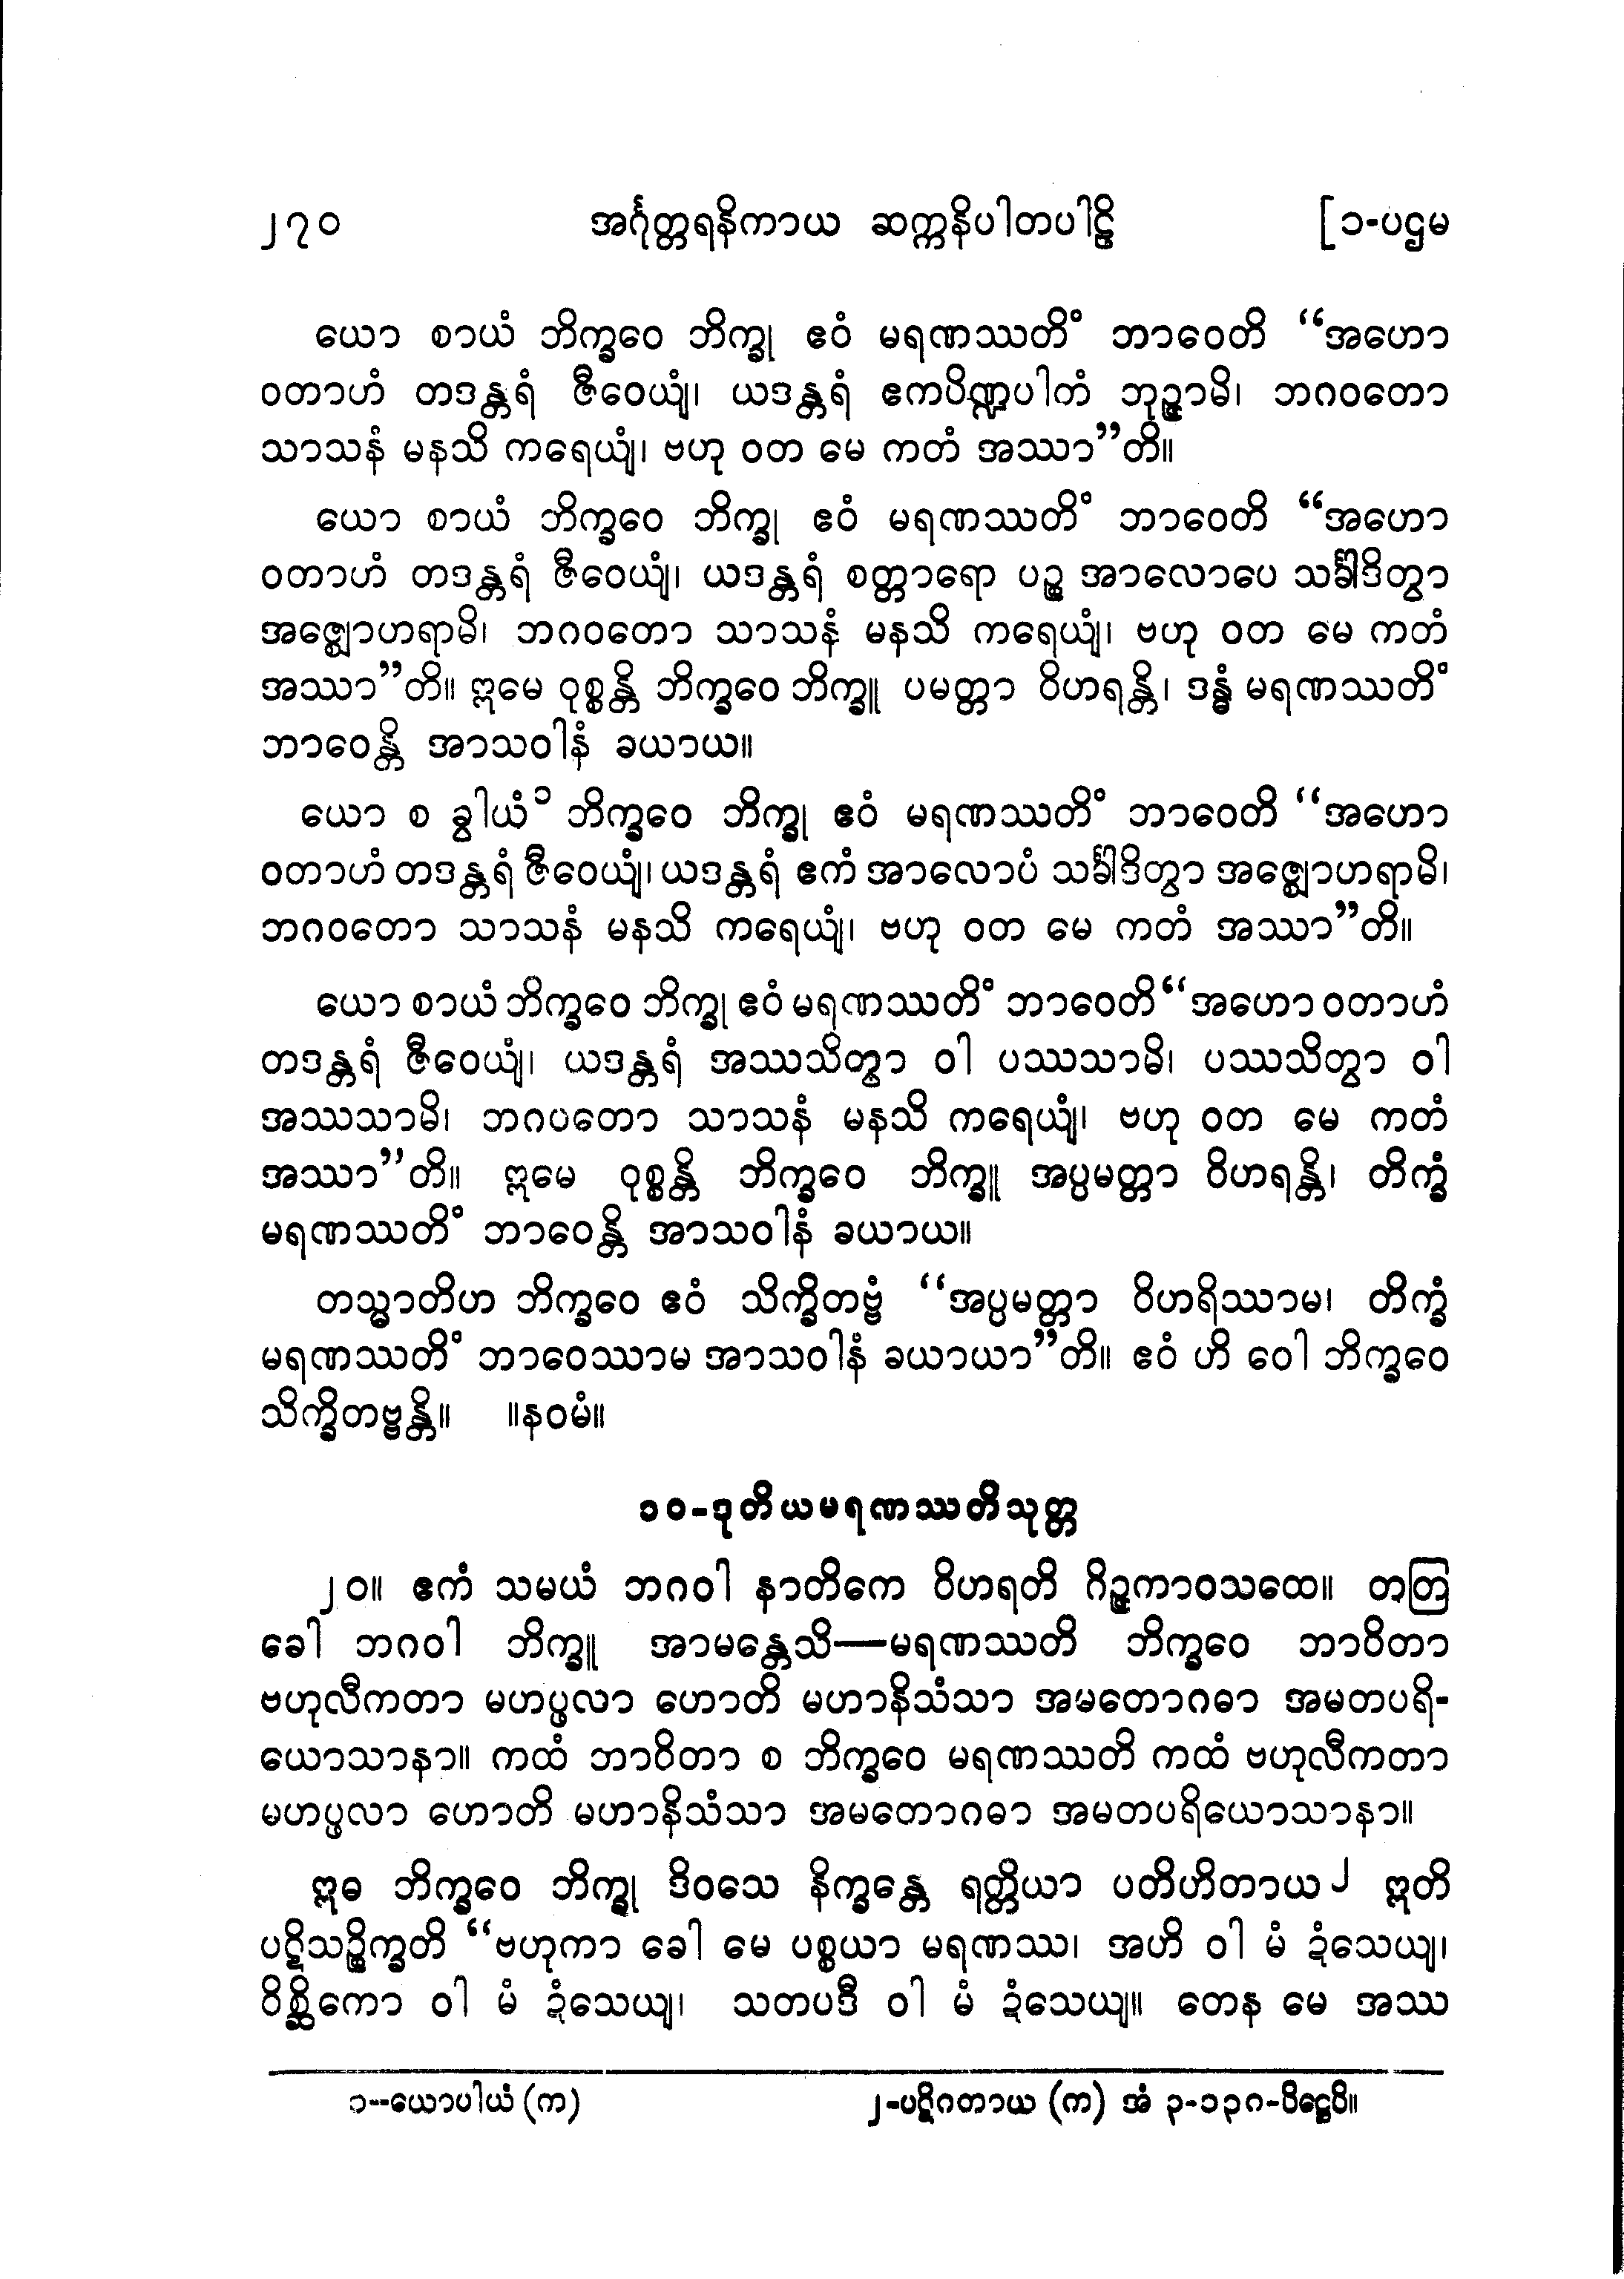 ၂၇၀ အင်္ဂုတ္တရနိကာယ ဆက္ကနိပါတပါဠိ [၁-ပဌမ
ယော စာယံ ဘိက္ခဝေ ဘိက္ခု ဧဝံ မရဏဿတိံ ဘာဝေတိ “အဟော
ဝတာဟံ တဒန္တရံ ဇီဝေယျံ၊ ယဒန္တရံ ဧကပိဏ္ဍပါတံ ဘုဉ္ဇာမိ၊ ဘဂဝတော
သာသနံ မနသိ ကရေယျံ၊ ဗဟု ဝတ မေ ကတံ အဿာ”တိ။
ယော စာယံ ဘိက္ခဝေ ဘိက္ခု ဧဝံ မရဏဿတိံ ဘာဝေတိ “အဟော
ဝတာဟံ တဒန္တရံ ဇီဝေယျံ၊ ယဒန္တရံ စတ္တာရော ပဉ္စ အာလောပေ သင်္ခါဒိတွာ
အဇ္ဈောဟရာမိ၊ ဘဂဝတော သာသနံ မနသိ ကရေယျံ၊ ဗဟု ဝတ မေ ကတံ
အဿာ”တိ။ ဣမေ ဝုစ္စန္တိ ဘိက္ခဝေ ဘိက္ခူ ပမတ္တာ ဝိဟရန္တိ၊ ဒန္ဓံ မရဏဿတိံ
ဘာဝေန္တိ အာသဝါနံ ခယာယ။
ယော စ ခွါယံ၁ ဘိက္ခဝေ ဘိက္ခု ဧဝံ မရဏဿတိံ ဘာဝေတိ “အဟော
ဝတာဟံ တဒန္တရံ ဇီဝေယျံ၊ ယဒန္တရံ ဧကံ အာလောပံ သင်္ခါဒိတွာ အဇ္ဈောဟရာမိ၊
ဘဂဝတော သာသနံ မနသိ ကရေယျံ၊ ဗဟု ဝတ မေ ကတံ အဿာ”တိ။
ယော စာယံ ဘိက္ခဝေ ဘိက္ခု ဧဝံ မရဏဿတိံ ဘာဝေတိ “အဟော ဝတာဟံ
တဒန္တရံ ဇီဝေယျံ၊ ယဒန္တရံ အဿသိတွာ ဝါ ပဿသာမိ၊ ပဿသိတွာ ဝါ
အဿသာမိ၊ ဘဂပတော သာသနံ မနသိ ကရေယျံ၊ ဗဟု ဝတ မေ ကတံ
အဿာ”တိ။ ဣမေ ဝုစ္စန္တိ ဘိက္ခဝေ ဘိက္ခူ အပ္ပမတ္တာ ဝိဟရန္တိ၊ တိက္ခံ
မရဏဿတိံ ဘာဝေန္တိ အာသဝါနံ ခယာယ။
တသ္မာတိဟ ဘိက္ခဝေ ဧဝံ သိက္ခိတဗ္ဗံ “အပ္ပမတ္တာ ဝိဟရိဿာမ၊ တိက္ခံ
မရဏဿတိံ ဘာဝေဿာမ အာသဝါနံ ခယာယာ”တိ။ ဧဝံ ဟိ ဝေါ ဘိက္ခဝေ
သိက္ခိတဗ္ဗန္တိ။ ။နဝမံ။
၁၀-ဒုတိယမရဏဿတိသုတ္တ
၂၀။ ဧကံ သမယံ ဘဂဝါ နာတိကေ ဝိဟရတိ ဂိဉ္ဇကာဝသထေ။ တတြ
ခေါ ဘဂဝါ ဘိက္ခူ အာမန္တေသိ—မရဏဿတိ ဘိက္ခဝေ ဘာဝိတာ
ဗဟုလီကတာ မဟပ္ဖလာ ဟောတိ မဟာနိသံသာ အမတောဂဓာ အမတပရိ-
ယောသာနာ။ ကထံ ဘာဝိတာ စ ဘိက္ခဝေ မရဏဿတိ ကထံ ဗဟုလီကတာ
မဟပ္ဖလာ ဟောတိ မဟာနိသံသာ အမတောဂဓာ အမတပရိယောသာနာ။
ဣဓ ဘိက္ခဝေ ဘိက္ခု ဒိဝသေ နိက္ခန္တေ ရတ္တိယာ ပတိဟိတာယ၂ ဣတိ
ပဋိသဉ္စိက္ခတိ “ဗဟုကာ ခေါ မေ ပစ္စယာ မရဏဿ၊ အဟိ ဝါ မံ ဍံသေယျ၊
ဝိစ္ဆိကော ဝါ မံ ဍံသေယျ၊ သတပဒီ ဝါ မံ ဍံသေယျ။ တေန မေ အဿ
၁--ယောပါယံ (က) ၂-ပဋိဂတာယ (က) အံ ၃-၁၃၈-ပိဋ္ဌေပိ။